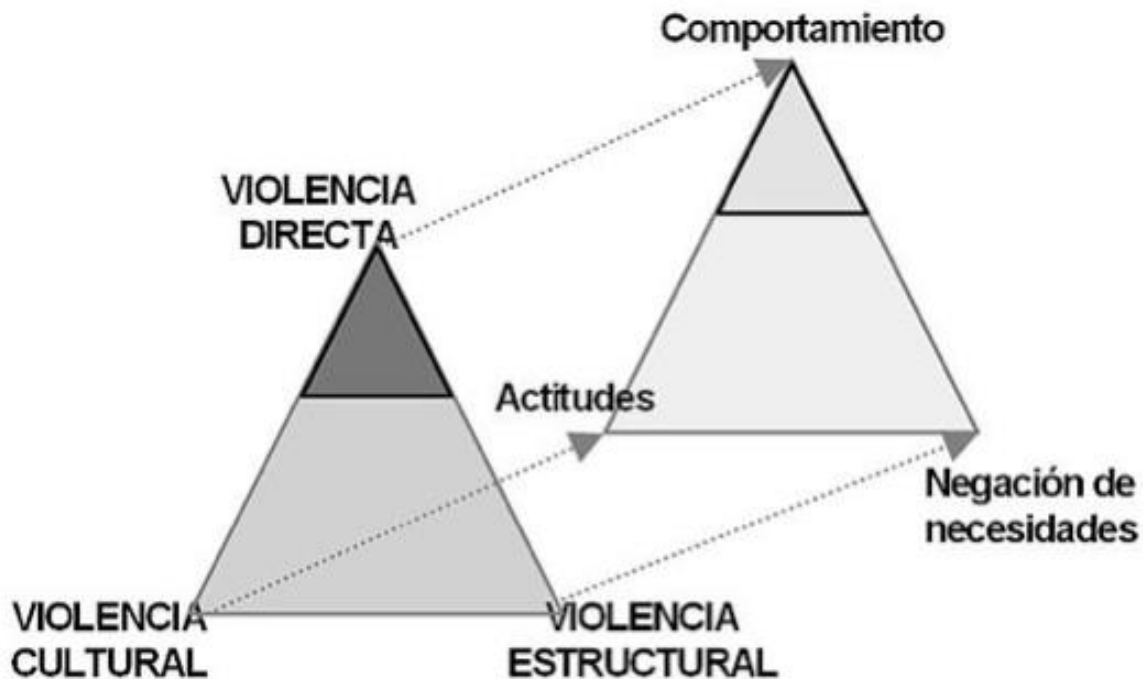 Comportamiento
VIOLENCIA
DIRECTA
Actitudes
Negación de
necesidades
VIOLENCIA
CULTURAL
VIOLENCIA
ESTRUCTURAL